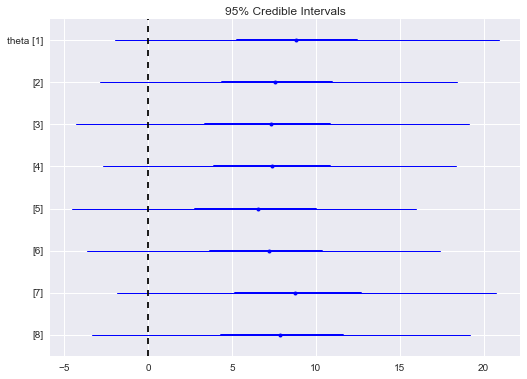 95% Credible Intervals
theta [1]
[2]
[3]
[4]
[5]
[6]
[7]
[8]
−5 0 5 10 15 20